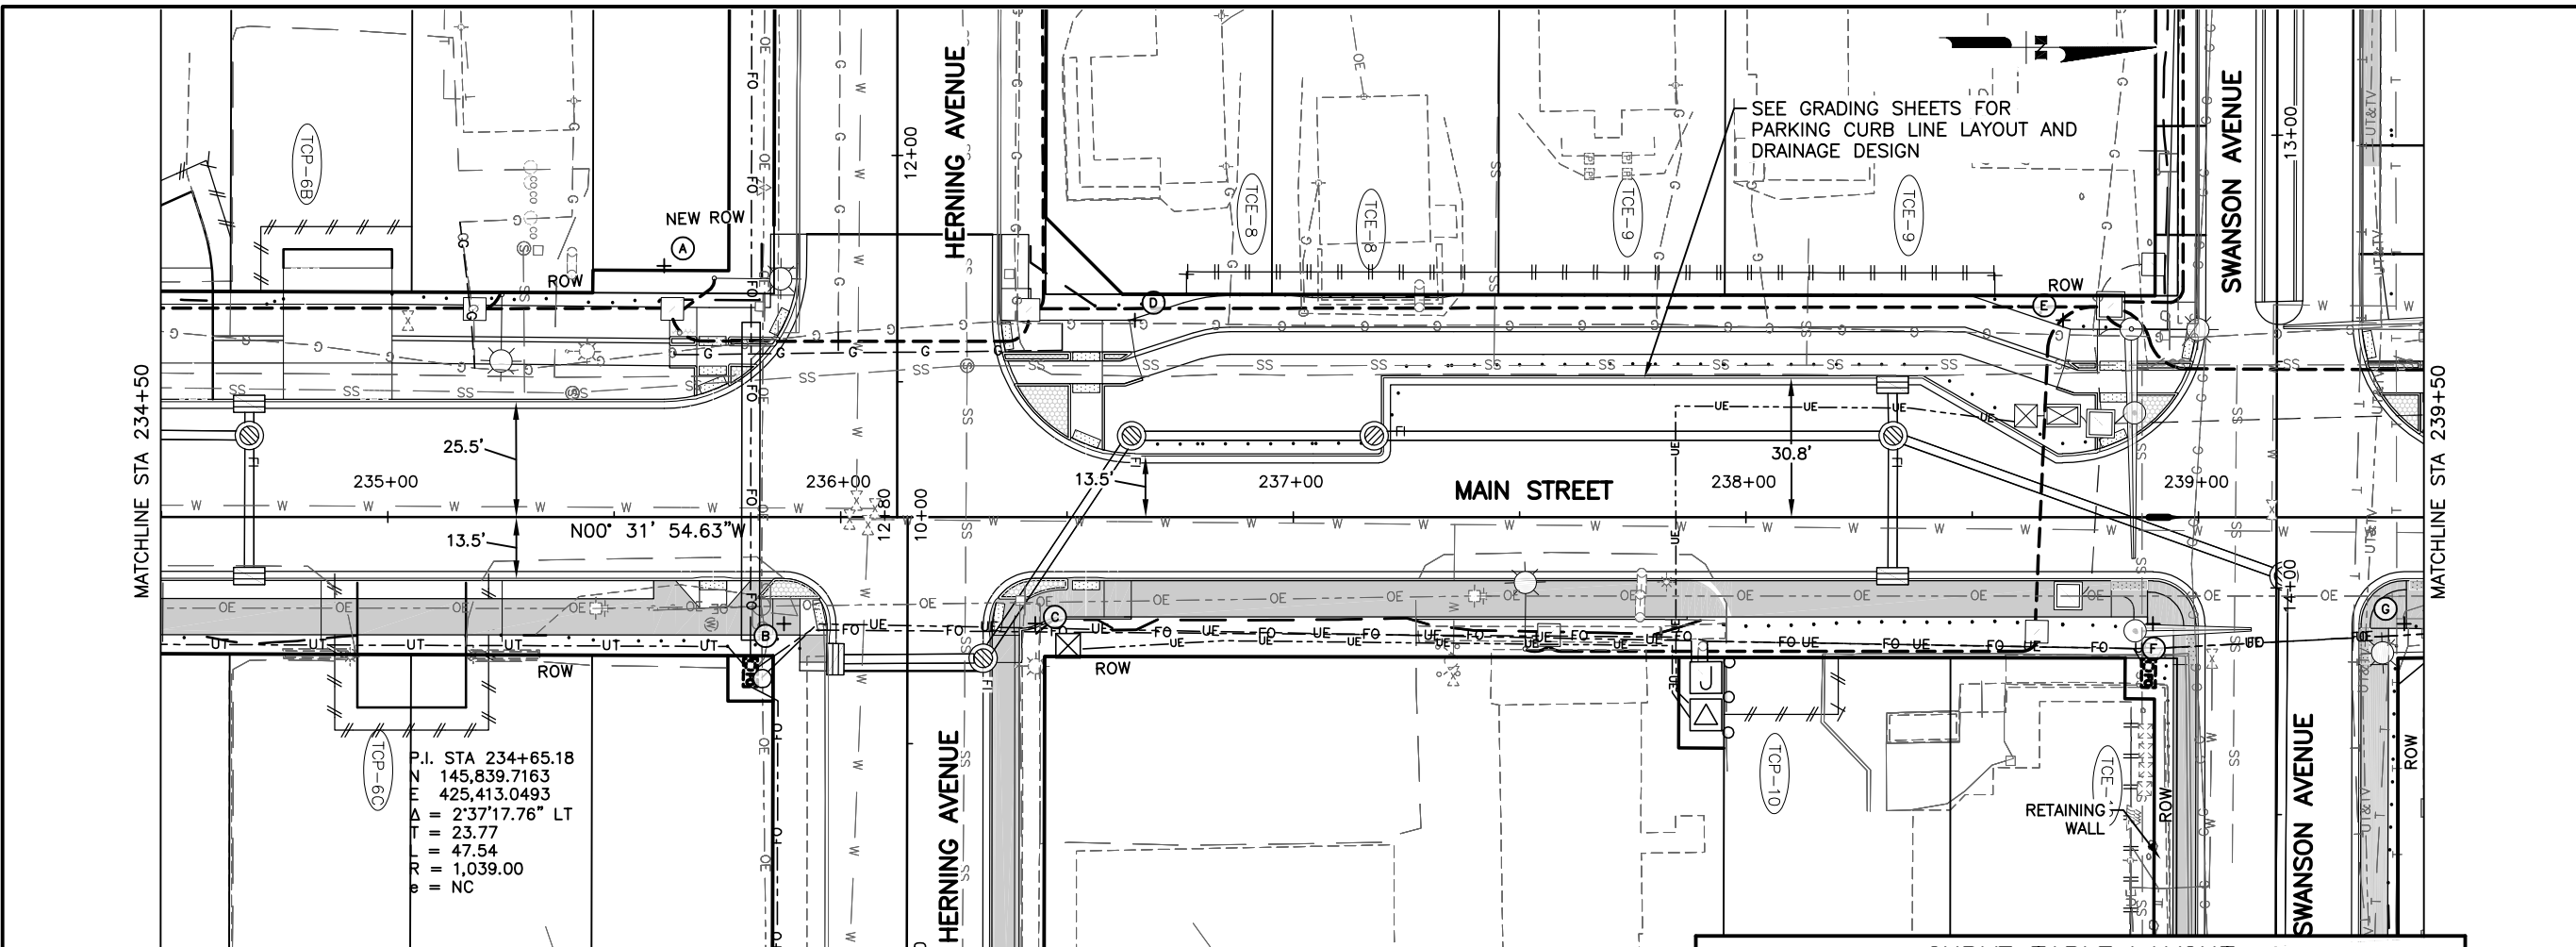 MATCHLINE STA 234+50
TCP-6B
NEW ROW
A
ROW
HERNING AVENUE
12+00
N
SEE GRADING SHEETS FOR
PARKING CURB LINE LAYOUT AND
DRAINAGE DESIGN
TCE-8
TCE-8
TCE-9
TCE-9
D
E
ROW
SWANSON AVENUE
13+00
UT&TV
MATCHLINE STA 239+50
25.5'
13.5'
235+00
236+00
N00° 31' 54.63"W
12+80
10+00
13.5'
237+00
MAIN STREET
238+00
30.8'
239+00
14+00
B
C
F
G
ROW
ROW
ROW
ROW
J
TCP-6C
P.I. STA 234+65.18
N 145,839.7163
E 425,413.0493
Δ = 2°37'17.76" LT
T = 23.77
L = 47.54
R = 1,039.00
e = NC
HERNING AVENUE
TCP-10
RETAINING
WALL
SWANSON AVENUE